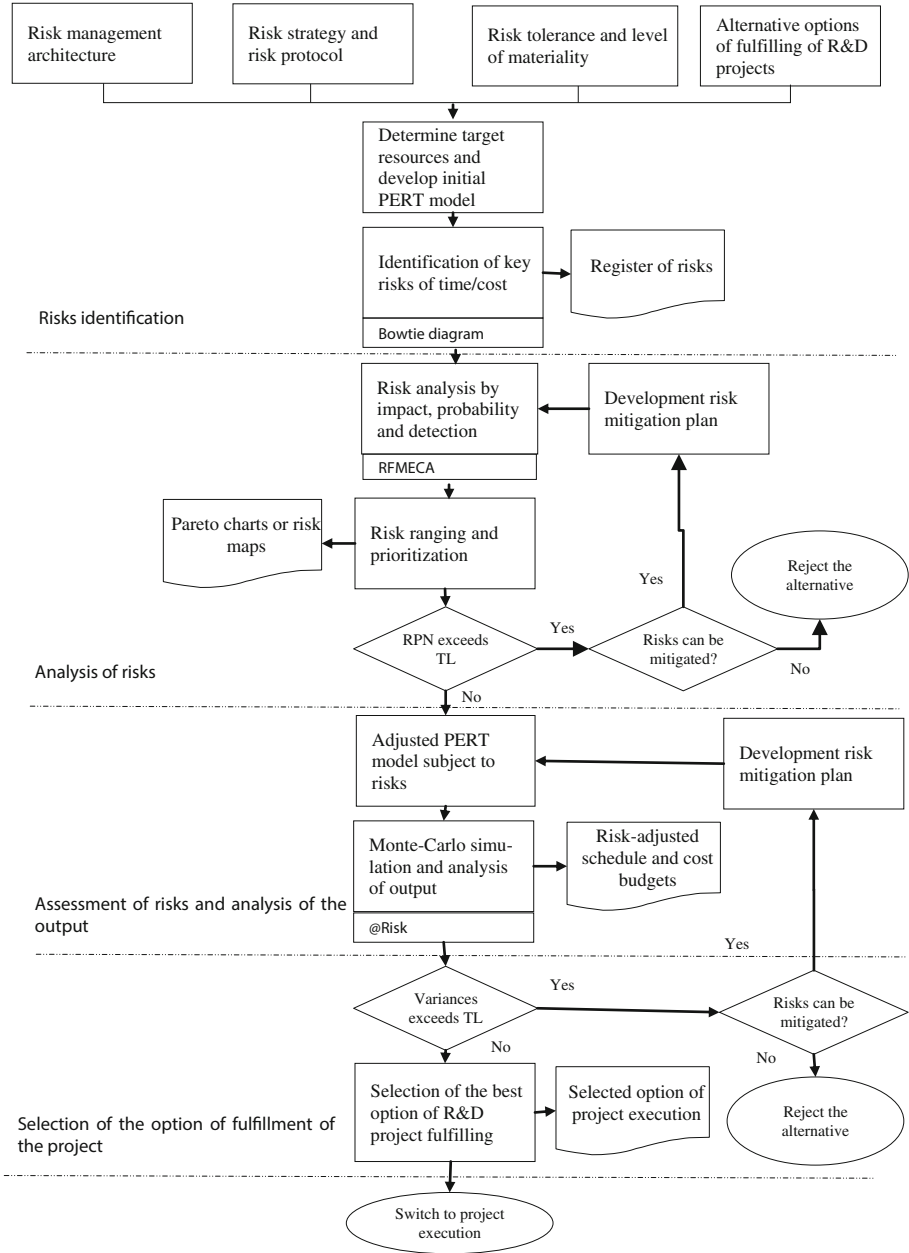 Risk management
architecture
Risk strategy and
risk protocol
Risk tolerance and level
of materiality
Alternative options
of fulfilling of R&D
projects
Determine target
resources and
develop initial
PERT model
Identification of key
risks of time/cost
Bowtie diagram
Register of risks
Risks identification
Risk analysis by
impact, probability
and detection
RFMECA
Development risk
mitigation plan
Pareto charts or risk
maps
Risk ranging and
prioritization
Yes
Reject the
alternative
RPN exceeds
TL
Yes
Risks can be
mitigated?
No
Analysis of risks
No
Adjusted PERT
model subject to
risks
Development risk
mitigation plan
Monte-Carlo simu-
lation and analysis
of output
@Risk
Risk-adjusted
schedule and cost
budgets
Assessment of risks and analysis of the
output
Yes
Variances
exceeds TL
Yes
Risks can be
mitigated?
No
No
Selection of the best
option of R&D
project fulfilling
Selected option of
project execution
Reject the
alternative
Selection of the option of fulfillment of
the project
Switch to project
execution